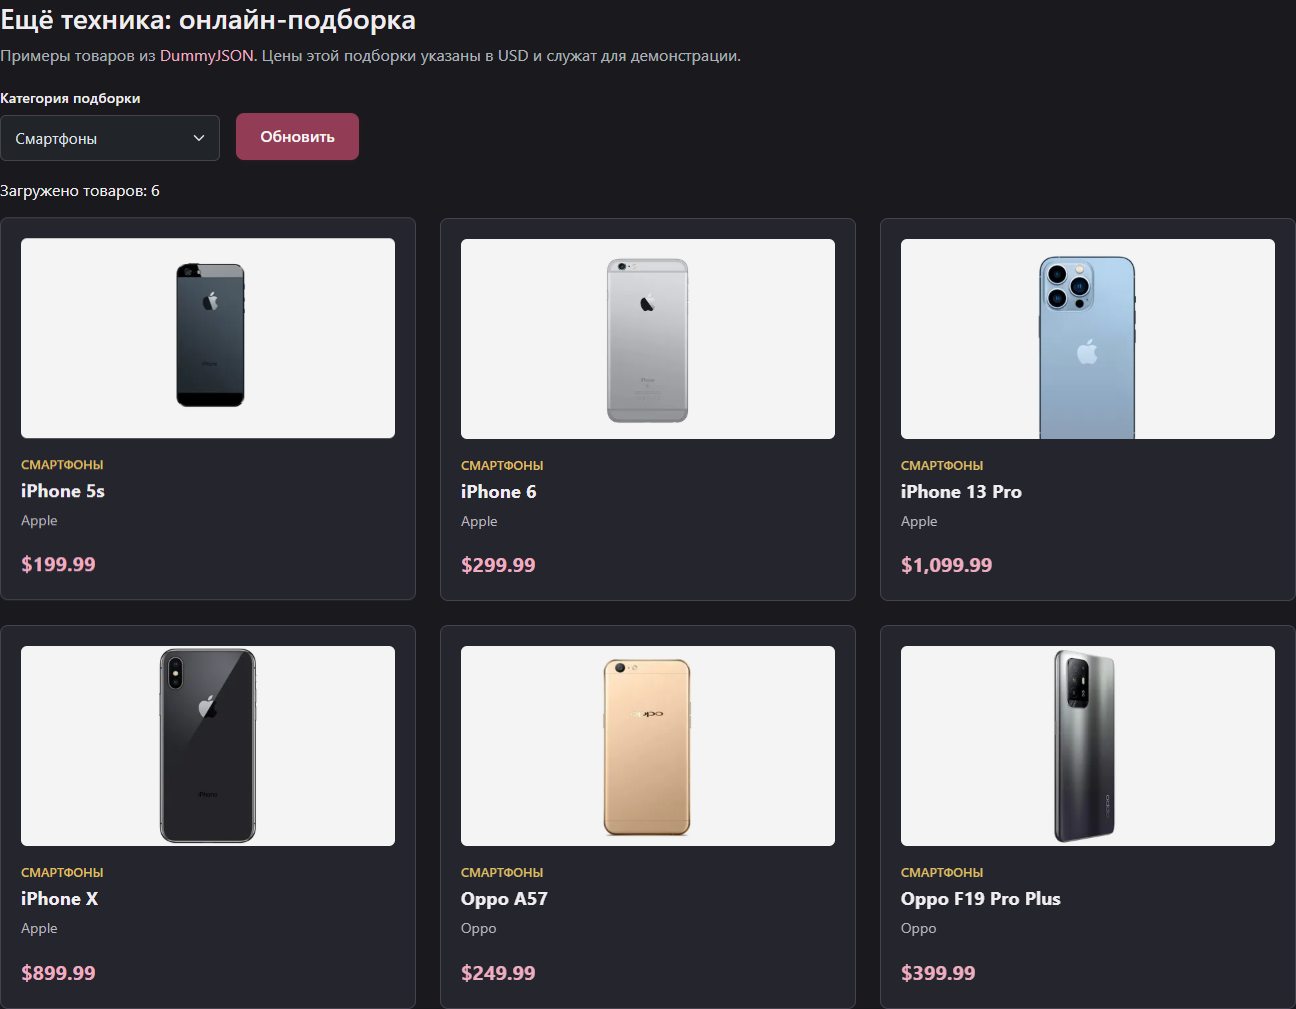 Ещё техника: онлайн-подборка
Примеры товаров из DummyJSON. Цены этой подборки указаны в USD и служат для демонстрации.
Категория подборки
Смартфоны
Обновить
Загружено товаров: 6
СМАРТФОНЫ
iPhone 5s
Apple
$199.99
СМАРТФОНЫ
iPhone 6
Apple
$299.99
СМАРТФОНЫ
iPhone 13 Pro
Apple
$1,099.99
iPhone
СМАРТФОНЫ
iPhone X
Apple
$899.99
oppo
СМАРТФОНЫ
Oppo A57
Oppo
$249.99
oppo
СМАРТФОНЫ
Oppo F19 Pro Plus
Oppo
$399.99